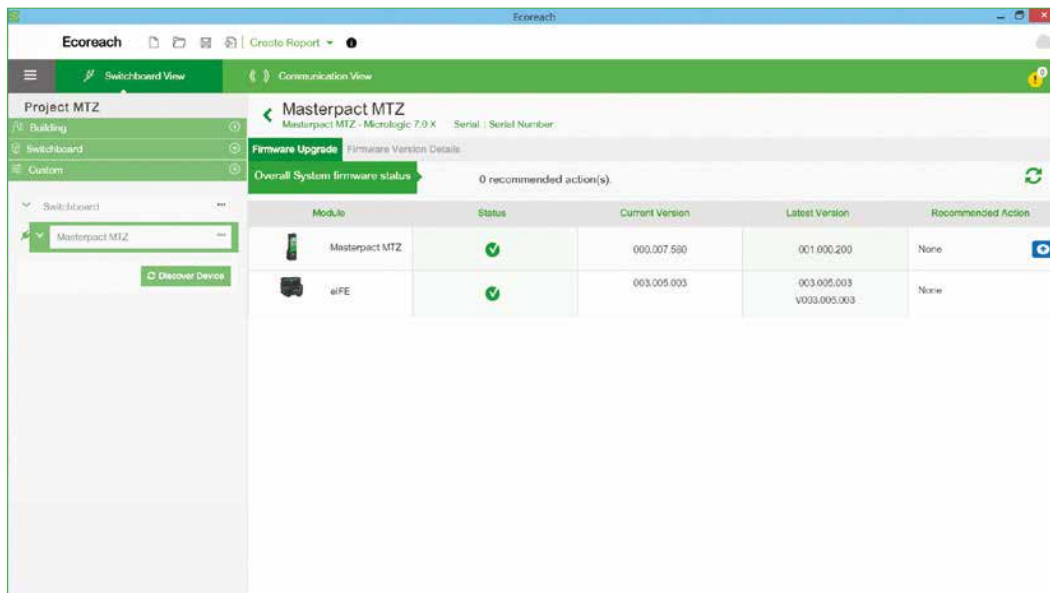 Ecoreach
Ecoreach Create Report
Switchboard View Communication View 0
Project MTZ
Building
Switchboard
Custom
Switchboard
Masterpact MTZ
Discover Device
Masterpact MTZ
Masterpact MTZ - Micrologic 7.0 X Serial : Serial Number
Firmware Upgrade Firmware Version Details
Overall System firmware status 0 recommended action(s).
Module Status Current Version Latest Version Recommended Action
Masterpact MTZ 000.007.580 001.000.200 None
eIFE 003.005.003 003.005.003 None
V003.005.003